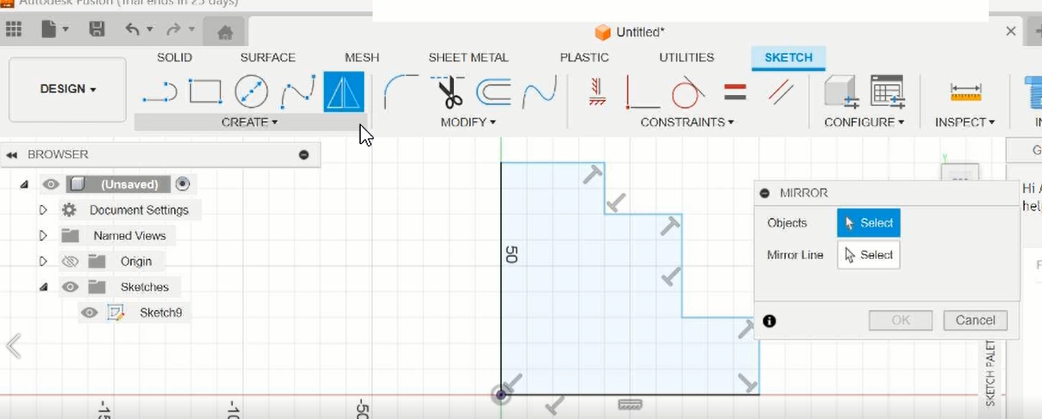 Autodesk Fusion (Trial ends in 25 days)
Untitled*
SOLID SURFACE MESH SHEET METAL PLASTIC UTILITIES SKETCH
DESIGN
CREATE MODIFY CONSTRAINTS CONFIGURE INSPECT IN
BROWSER
(Unsaved)
Document Settings
Named Views
Origin
Sketches
Sketch9
50
MIRROR
Objects Select
Mirror Line Select
OK Cancel
SKETCH PALET
Hi
hel
-10
-50